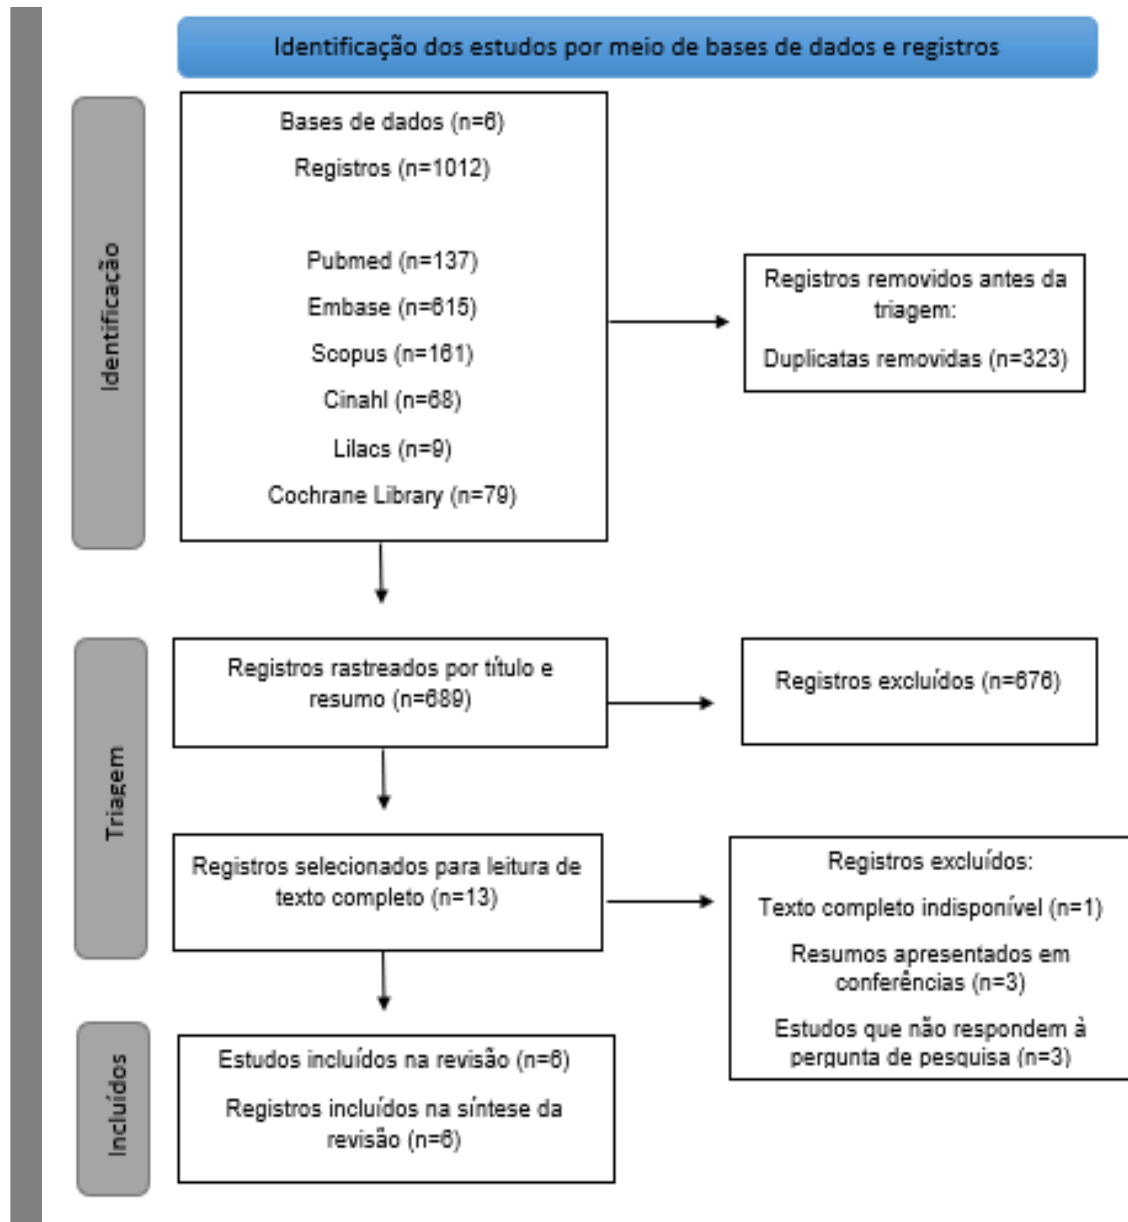 Identificação dos estudos por meio de bases de dados e registros
Identificação
Bases de dados (n=6)
Registros (n=1012)
Pubmed (n=137)
Embase (n=615)
Scopus (n=161)
Cinahl (n=68)
Lilacs (n=9)
Cochrane Library (n=79)
Registros removidos antes da
triagem:
Duplicatas removidas (n=323)
Triagem
Registros rastreados por título e
resumo (n=689)
Registros excluídos (n=676)
Registros selecionados para leitura de
texto completo (n=13)
Registros excluídos:
Texto completo indisponível (n=1)
Resumos apresentados em
conferências (n=3)
Estudos que não respondem à
pergunta de pesquisa (n=3)
Incluídos
Estudos incluídos na revisão (n=6)
Registros incluídos na síntese da
revisão (n=6)